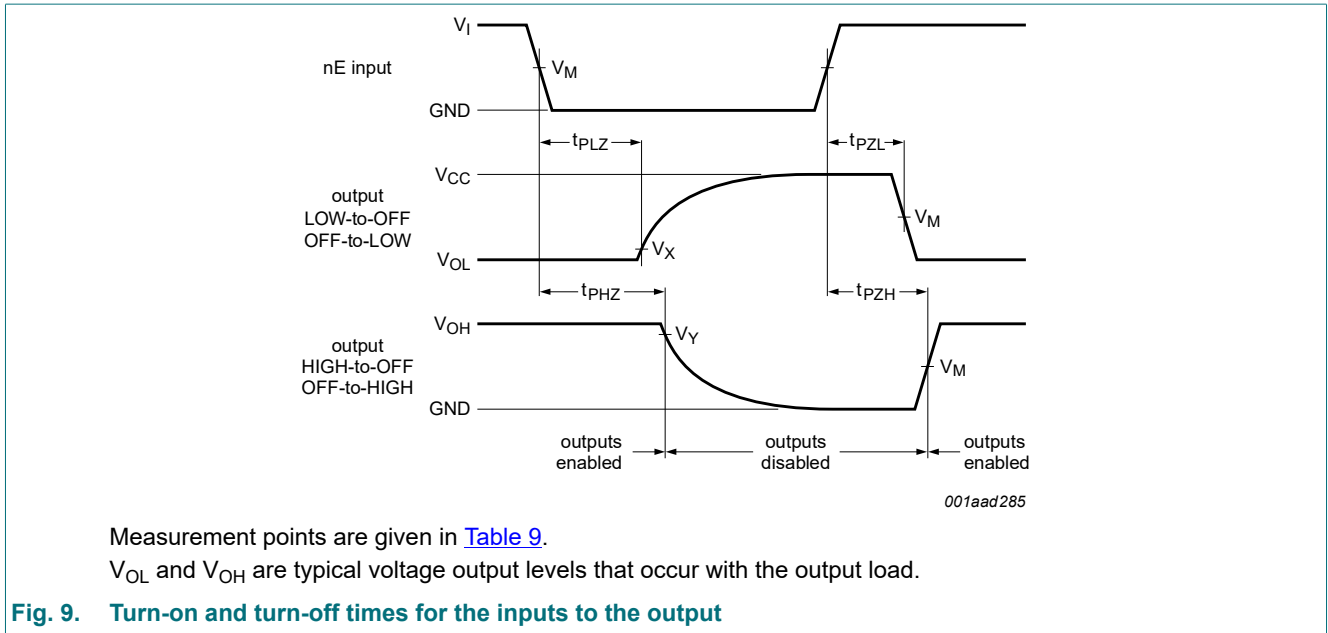 V_I
nE input
V_M
GND
t_PLZ
t_PZL
V_CC
output
LOW-to-OFF
OFF-to-LOW
V_M
V_X
V_OL
t_PHZ
t_PZH
V_OH
V_Y
output
HIGH-to-OFF
OFF-to-HIGH
V_M
GND
outputs
enabled
outputs
disabled
outputs
enabled
001aad285
Measurement points are given in Table 9.
V_OL and V_OH are typical voltage output levels that occur with the output load.
Fig. 9. Turn-on and turn-off times for the inputs to the output